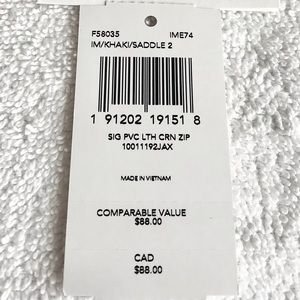 F58035 IME74
IM/KHAKI/SADDLE 2
1 91202 19151 8
SIG PVC LTH CRN ZIP
10011192JAX
MADE IN VIETNAM
COMPARABLE VALUE
$88.00
CAD
$88.00